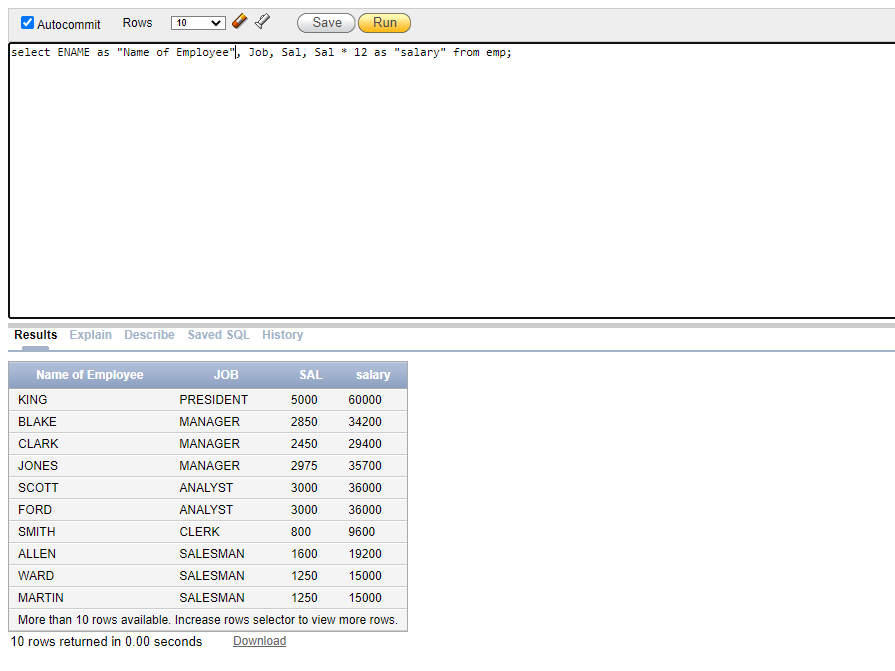 Autocommit Rows 10 Save Run
select ENAME as "Name of Employee", Job, Sal, Sal * 12 as "salary" from emp;
Results Explain Describe Saved SQL History
Name of Employee JOB SAL salary
KING PRESIDENT 5000 60000
BLAKE MANAGER 2850 34200
CLARK MANAGER 2450 29400
JONES MANAGER 2975 35700
SCOTT ANALYST 3000 36000
FORD ANALYST 3000 36000
SMITH CLERK 800 9600
ALLEN SALESMAN 1600 19200
WARD SALESMAN 1250 15000
MARTIN SALESMAN 1250 15000
More than 10 rows available. Increase rows selector to view more rows.
10 rows returned in 0.00 seconds Download